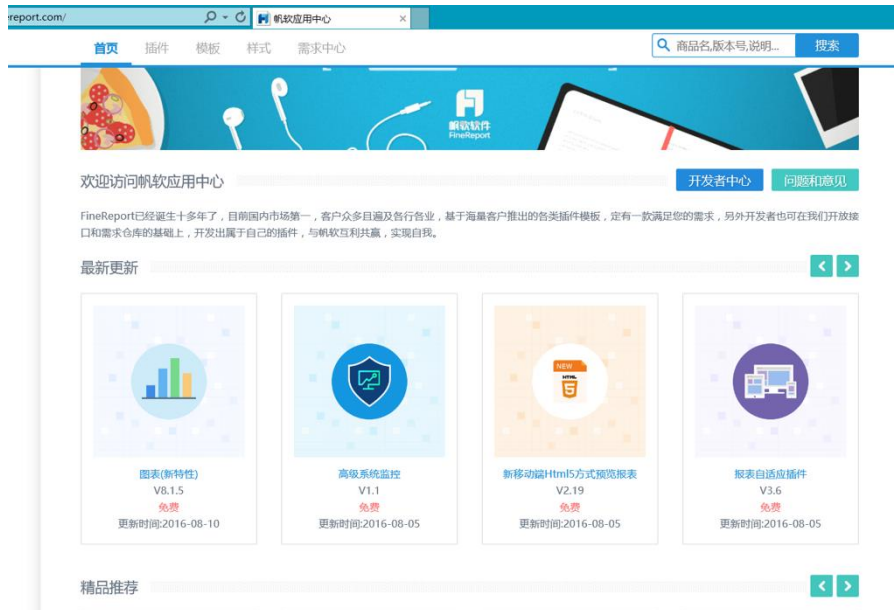 ereport.com/
帆软应用中心
首页 插件 模板 样式 需求中心
商品名,版本号,说明... 搜索
帆软软件
FineReport
欢迎访问帆软应用中心
开发者中心 问题和意见
FineReport已经诞生十多年了，目前国内市场第一，客户众多且遍及各行各业，基于海量客户推出的各类插件模板，定有一款满足您的需求，另外开发者也可在我们开放接
口和需求仓库的基础上，开发出属于自己的插件，与帆软互利共赢，实现自我。
最新更新
NEW
HTML
5
图表(新特性)
V8.1.5
免费
更新时间:2016-08-10
高级系统监控
V1.1
免费
更新时间:2016-08-05
新移动端Html5方式预览报表
V2.19
免费
更新时间:2016-08-05
报表自适应插件
V3.6
免费
更新时间:2016-08-05
精品推荐